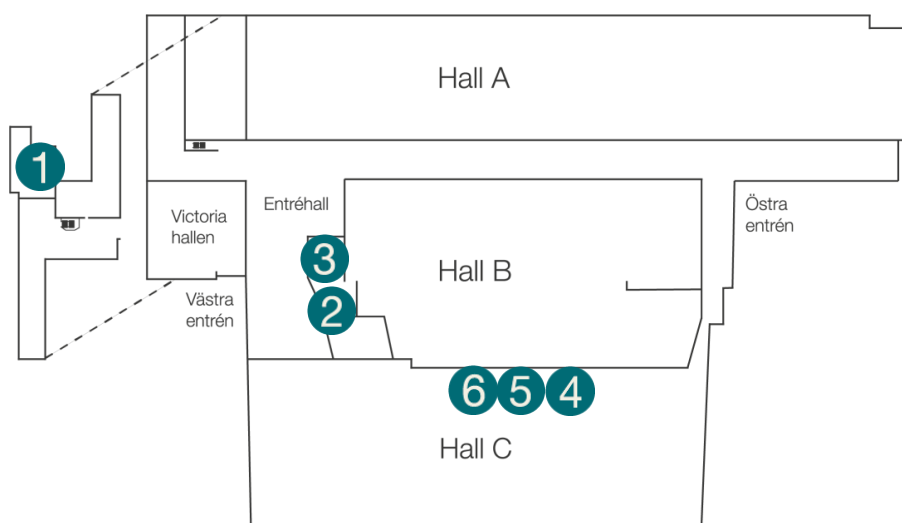 Hall A
1
Victoria
hallen
Entréhall
Östra
entrén
3
Hall B
2
Västra
entrén
6 5 4
Hall C